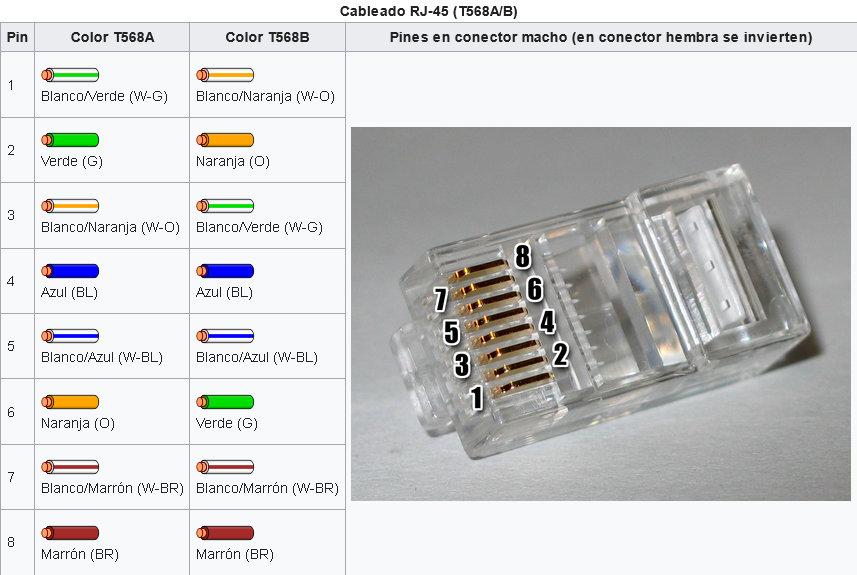 Cableado RJ-45 (T568A/B)
Pin Color T568A Color T568B Pines en conector macho (en conector hembra se invierten)
1 Blanco/Verde (W-G) Blanco/Naranja (W-O)
2 Verde (G) Naranja (O)
3 Blanco/Naranja (W-O) Blanco/Verde (W-G)
4 Azul (BL) Azul (BL)
5 Blanco/Azul (W-BL) Blanco/Azul (W-BL)
6 Naranja (O) Verde (G)
7 Blanco/Marrón (W-BR) Blanco/Marrón (W-BR)
8 Marrón (BR) Marrón (BR)
8
7
6
5
4
3
2
1